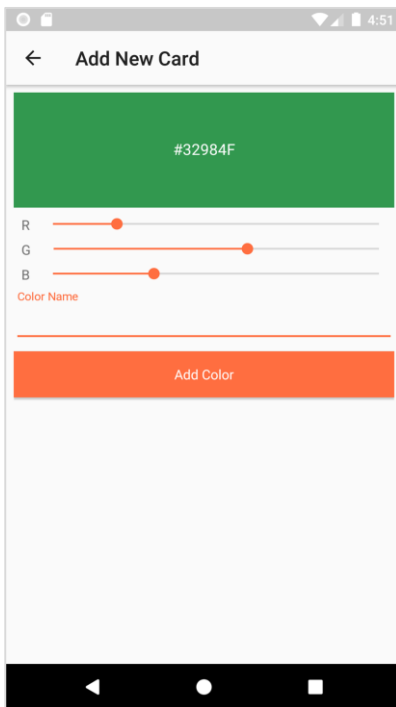 4:51
Add New Card
#32984F
R
G
B
Color Name
Add Color